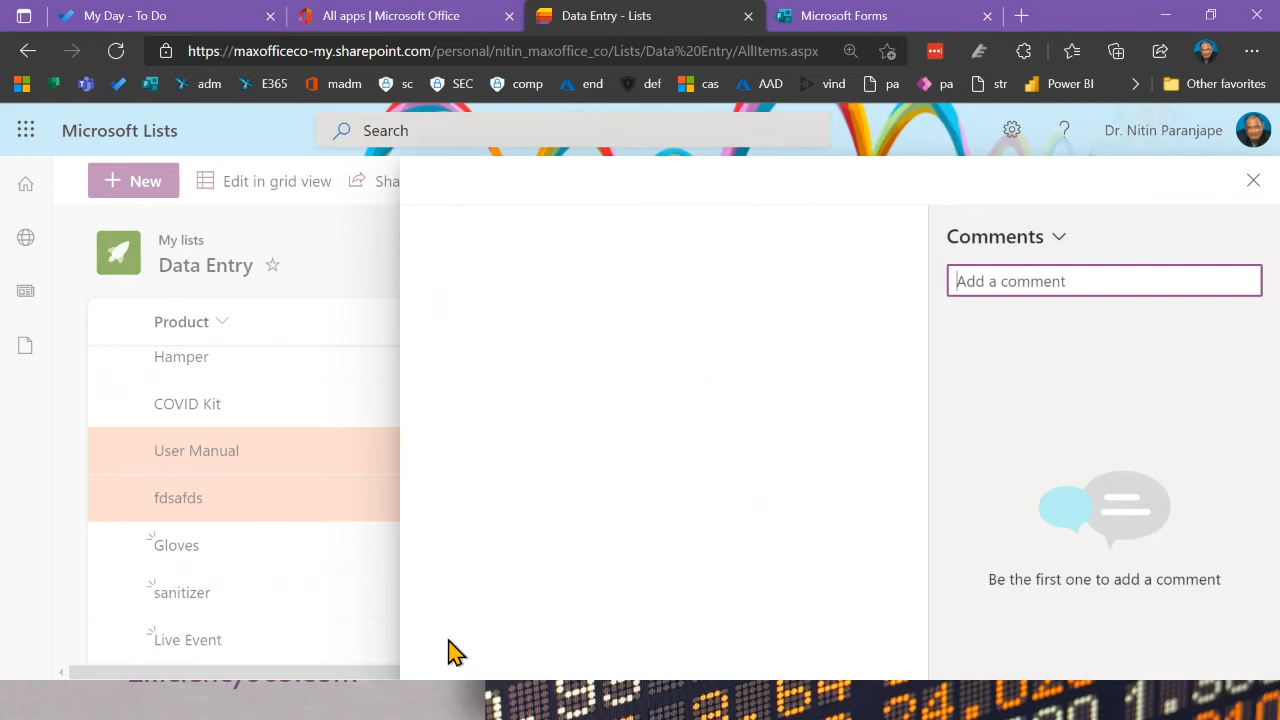 My Day - To Do
All apps | Microsoft Office
Data Entry - Lists
Microsoft Forms
https://maxofficeco-my.sharepoint.com/personal/nitin_maxoffice_co/Lists/Data%20Entry/AllItems.aspx
adm
E365
madm
sc
SEC
comp
end
def
cas
AAD
vind
pa
pa
str
Power BI
Other favorites
Microsoft Lists
Search
Dr. Nitin Paranjape
New
Edit in grid view
Sha
My lists
Data Entry
Comments
Add a comment
Product
Hamper
COVID Kit
User Manual
fdsafds
Gloves
sanitizer
Live Event
Be the first one to add a comment